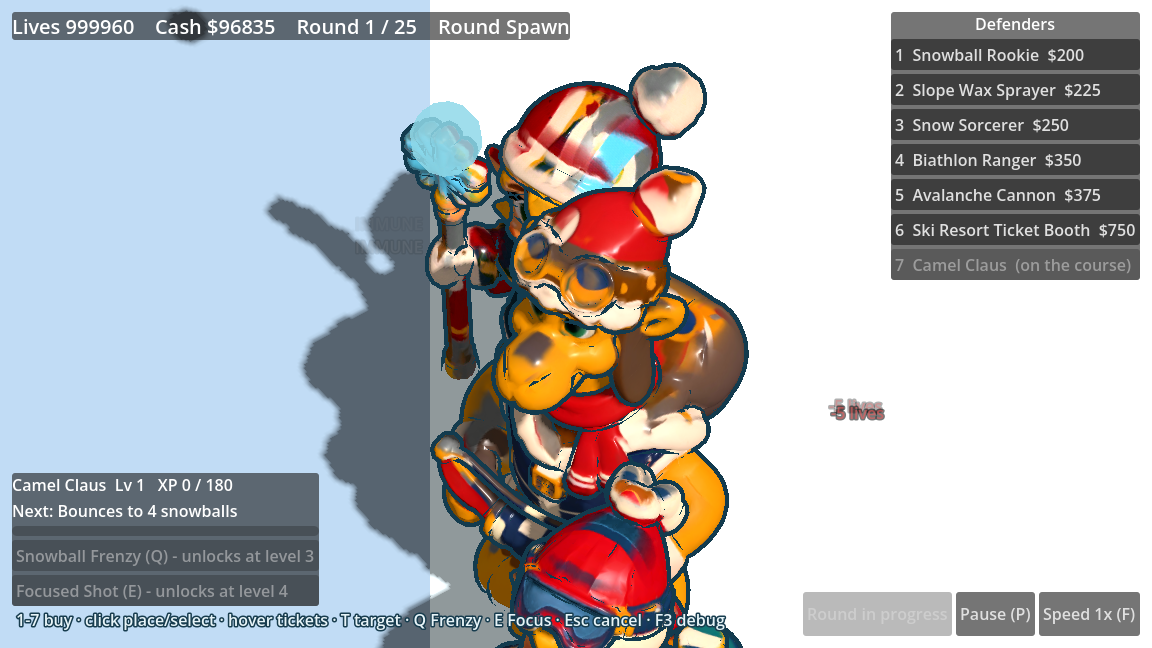 Lives 999960 Cash $96835 Round 1 / 25 Round Spawn
Defenders
1 Snowball Rookie $200
2 Slope Wax Sprayer $225
3 Snow Sorcerer $250
4 Biathlon Ranger $350
5 Avalanche Cannon $375
6 Ski Resort Ticket Booth $750
7 Camel Claus (on the course)
IMMUNE
IMMUNE
-5 lives
-5 lives
Camel Claus Lv 1 XP 0 / 180
Next: Bounces to 4 snowballs
Snowball Frenzy (Q) - unlocks at level 3
Focused Shot (E) - unlocks at level 4
1-7 buy · click place/select · hover tickets · T target · Q Frenzy · E Focus · Esc cancel · F3 debug
Round in progress Pause (P) Speed 1x (F)